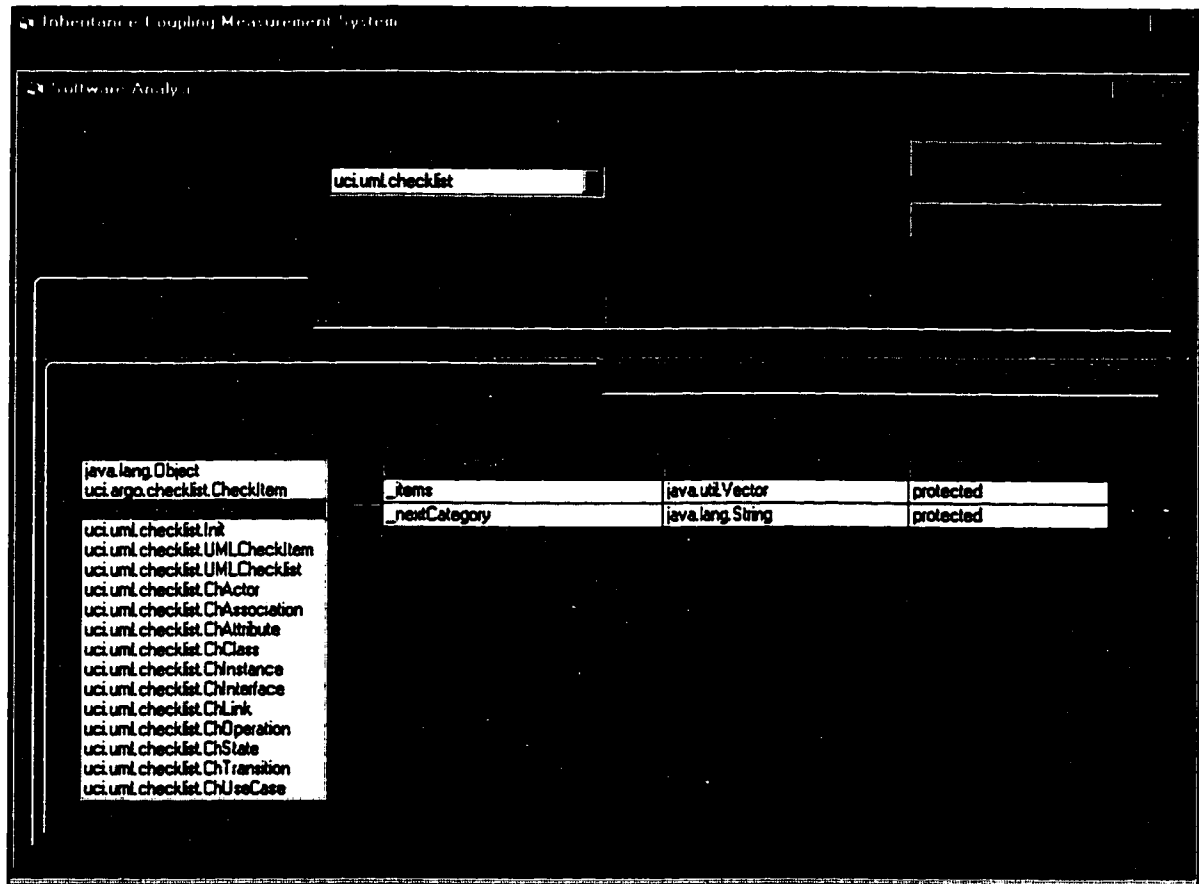 Inheritance Coupling Measurement System
Software Analysi
uci.uml.checklist
java.lang.Object
uci.argo.checklist.CheckItem
uci.uml.checklist.Init
uci.uml.checklist.UMLCheckItem
uci.uml.checklist.UMLChecklist
uci.uml.checklist.ChActor
uci.uml.checklist.ChAssociation
uci.uml.checklist.ChAttribute
uci.uml.checklist.ChClass
uci.uml.checklist.ChInstance
uci.uml.checklist.ChInterface
uci.uml.checklist.ChLink
uci.uml.checklist.ChOperation
uci.uml.checklist.ChState
uci.uml.checklist.ChTransition
uci.uml.checklist.ChUseCase
_items java.util.Vector protected
_nextCategory java.lang.String protected